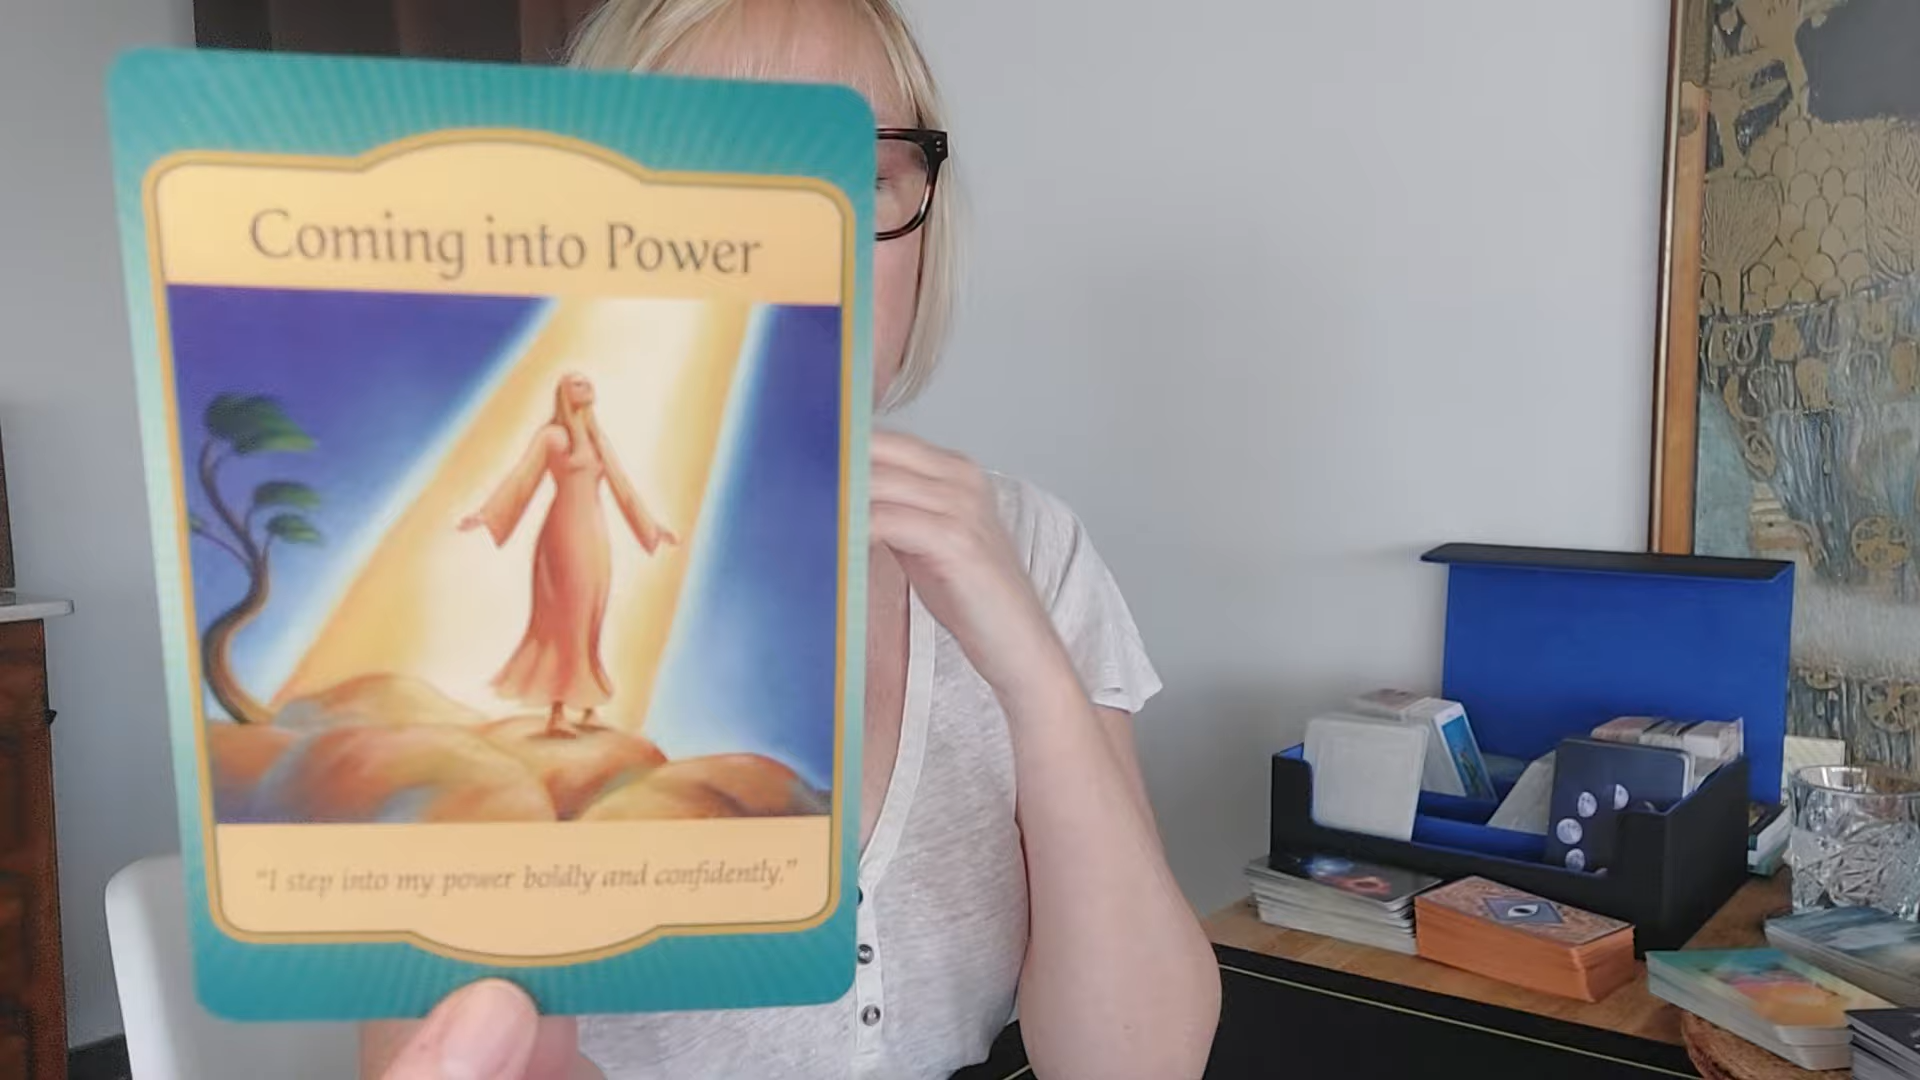 Coming into Power
"I step into my power boldly and confidently."